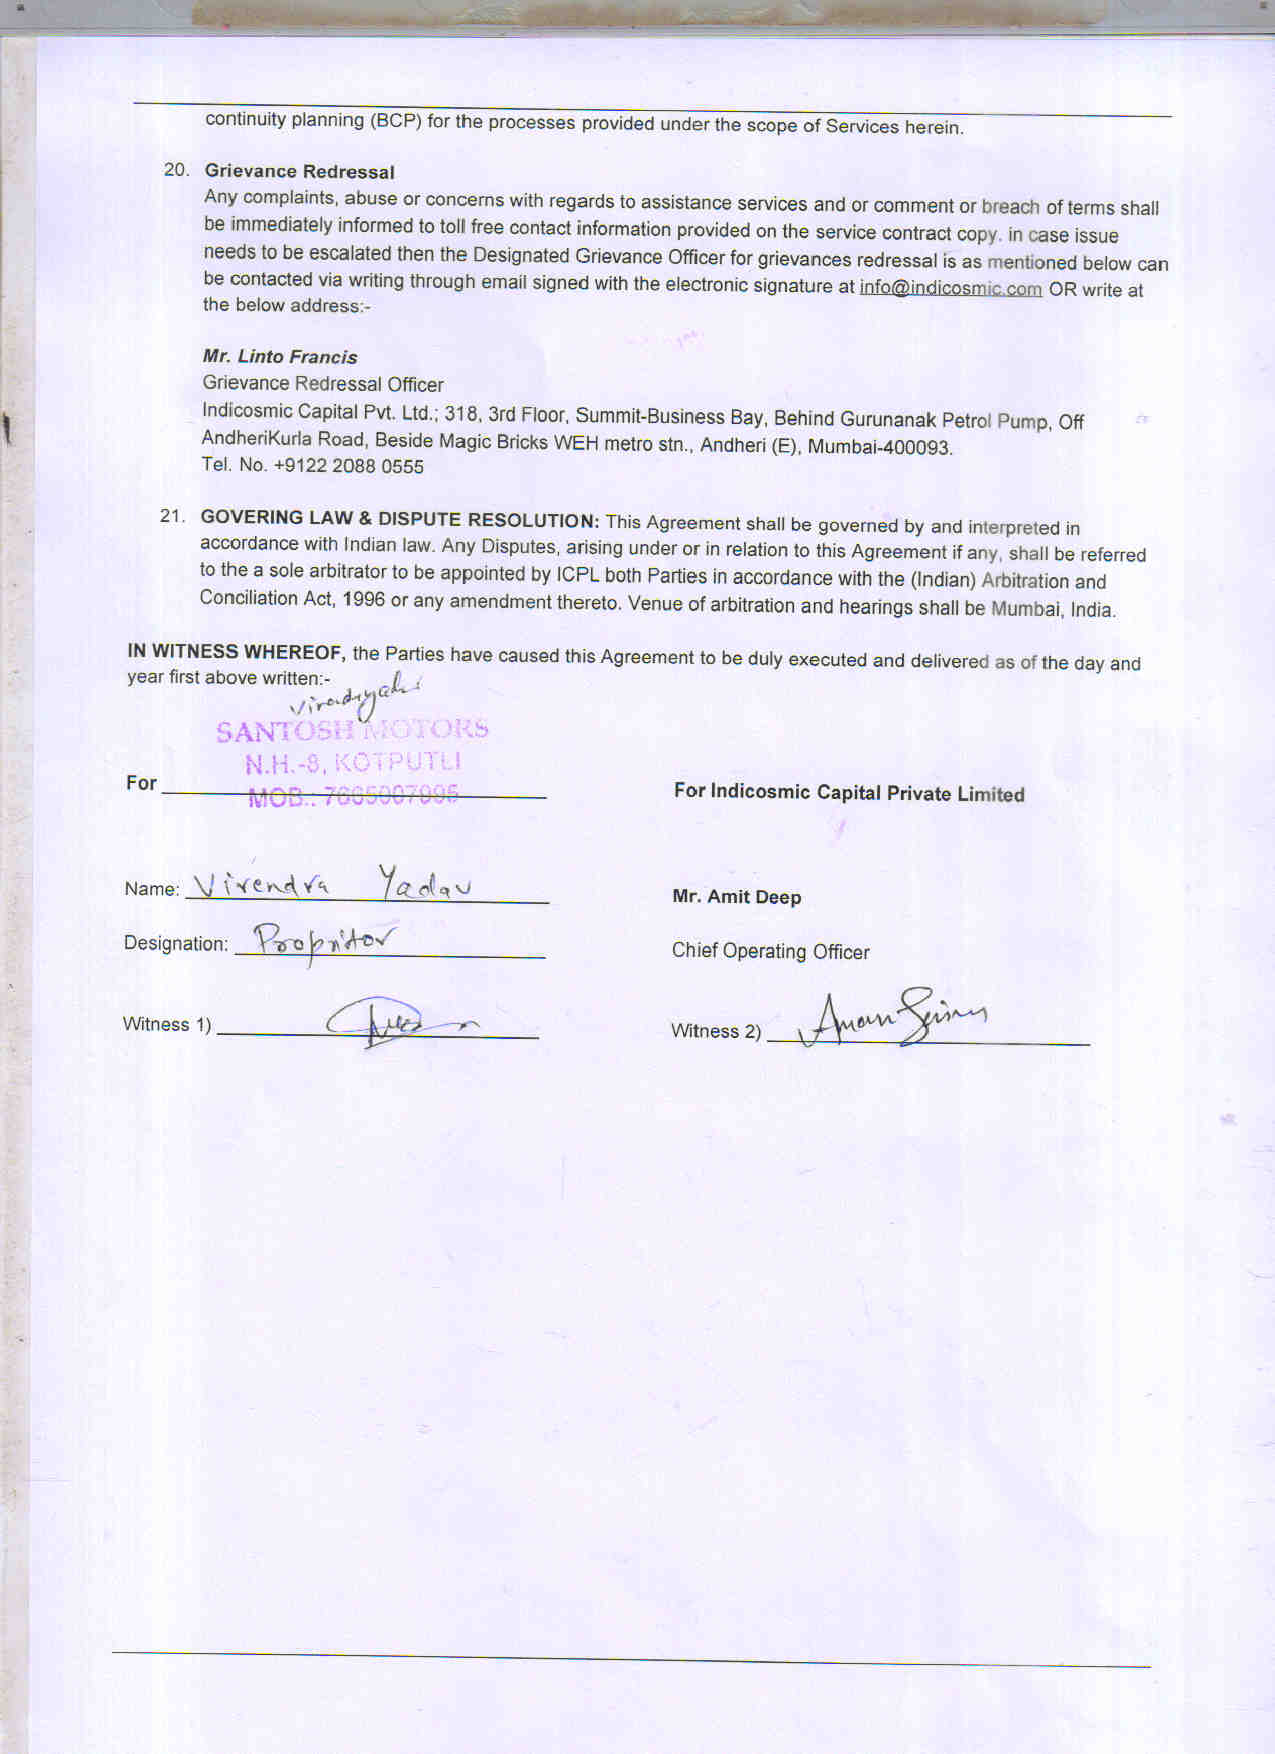 continuity planning (BCP) for the processes provided under the scope of Services herein.
20. Grievance Redressal
Any complaints, abuse or concerns with regards to assistance services and or comment or breach of terms shall
be immediately informed to toll free contact information provided on the service contract copy. in case issue
needs to be escalated then the Designated Grievance Officer for grievances redressal is as mentioned below can
be contacted via writing through email signed with the electronic signature at info@indicosmic.com OR write at
the below address:-
Mr. Linto Francis
Grievance Redressal Officer
Indicosmic Capital Pvt. Ltd.; 318, 3rd Floor, Summit-Business Bay, Behind Gurunanak Petrol Pump, Off
AndheriKurla Road, Beside Magic Bricks WEH metro stn., Andheri (E), Mumbai-400093.
Tel. No. +9122 2088 0555
21. GOVERING LAW & DISPUTE RESOLUTION: This Agreement shall be governed by and interpreted in
accordance with Indian law. Any Disputes, arising under or in relation to this Agreement if any, shall be referred
to the a sole arbitrator to be appointed by ICPL both Parties in accordance with the (Indian) Arbitration and
Conciliation Act, 1996 or any amendment thereto. Venue of arbitration and hearings shall be Mumbai, India.
IN WITNESS WHEREOF, the Parties have caused this Agreement to be duly executed and delivered as of the day and
year first above written:-
SANTOSH MOTORS
N.H.-8, KOTPUTLI
MOB.:
For
For Indicosmic Capital Private Limited
Name: Virendra Yadav
Mr. Amit Deep
Designation: Propritor
Chief Operating Officer
Witness 1)
Witness 2) Aman